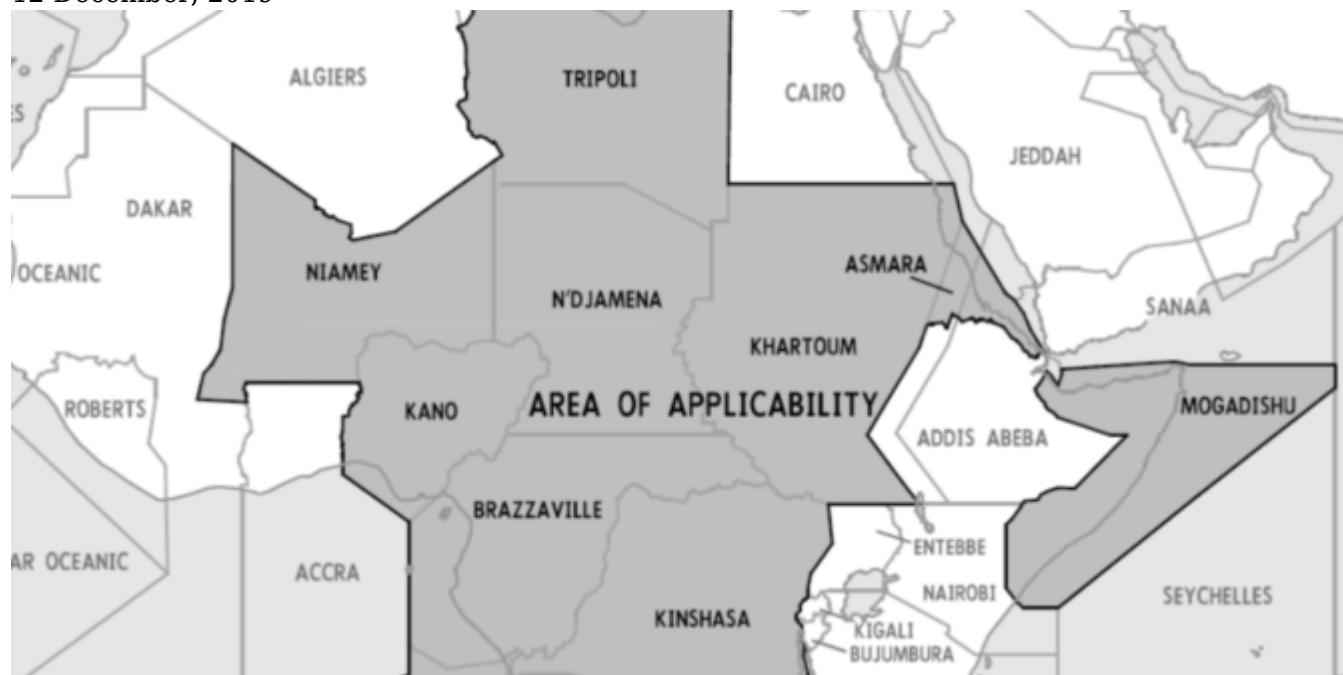 ALGIERS
TRIPOLI
CAIRO
JEDDAH
DAKAR
OCEANIC
NIAMEY
N'DJAMENA
ASMARA
SANAA
KHARTOUM
ROBERTS
KANO
AREA OF APPLICABILITY
MOGADISHU
ADDIS ABEBA
BRAZZAVILLE
AR OCEANIC
ACCRA
ENTEBBE
NAIROBI
SEYCHELLES
KINSHASA
KIGALI
BUJUMBURA